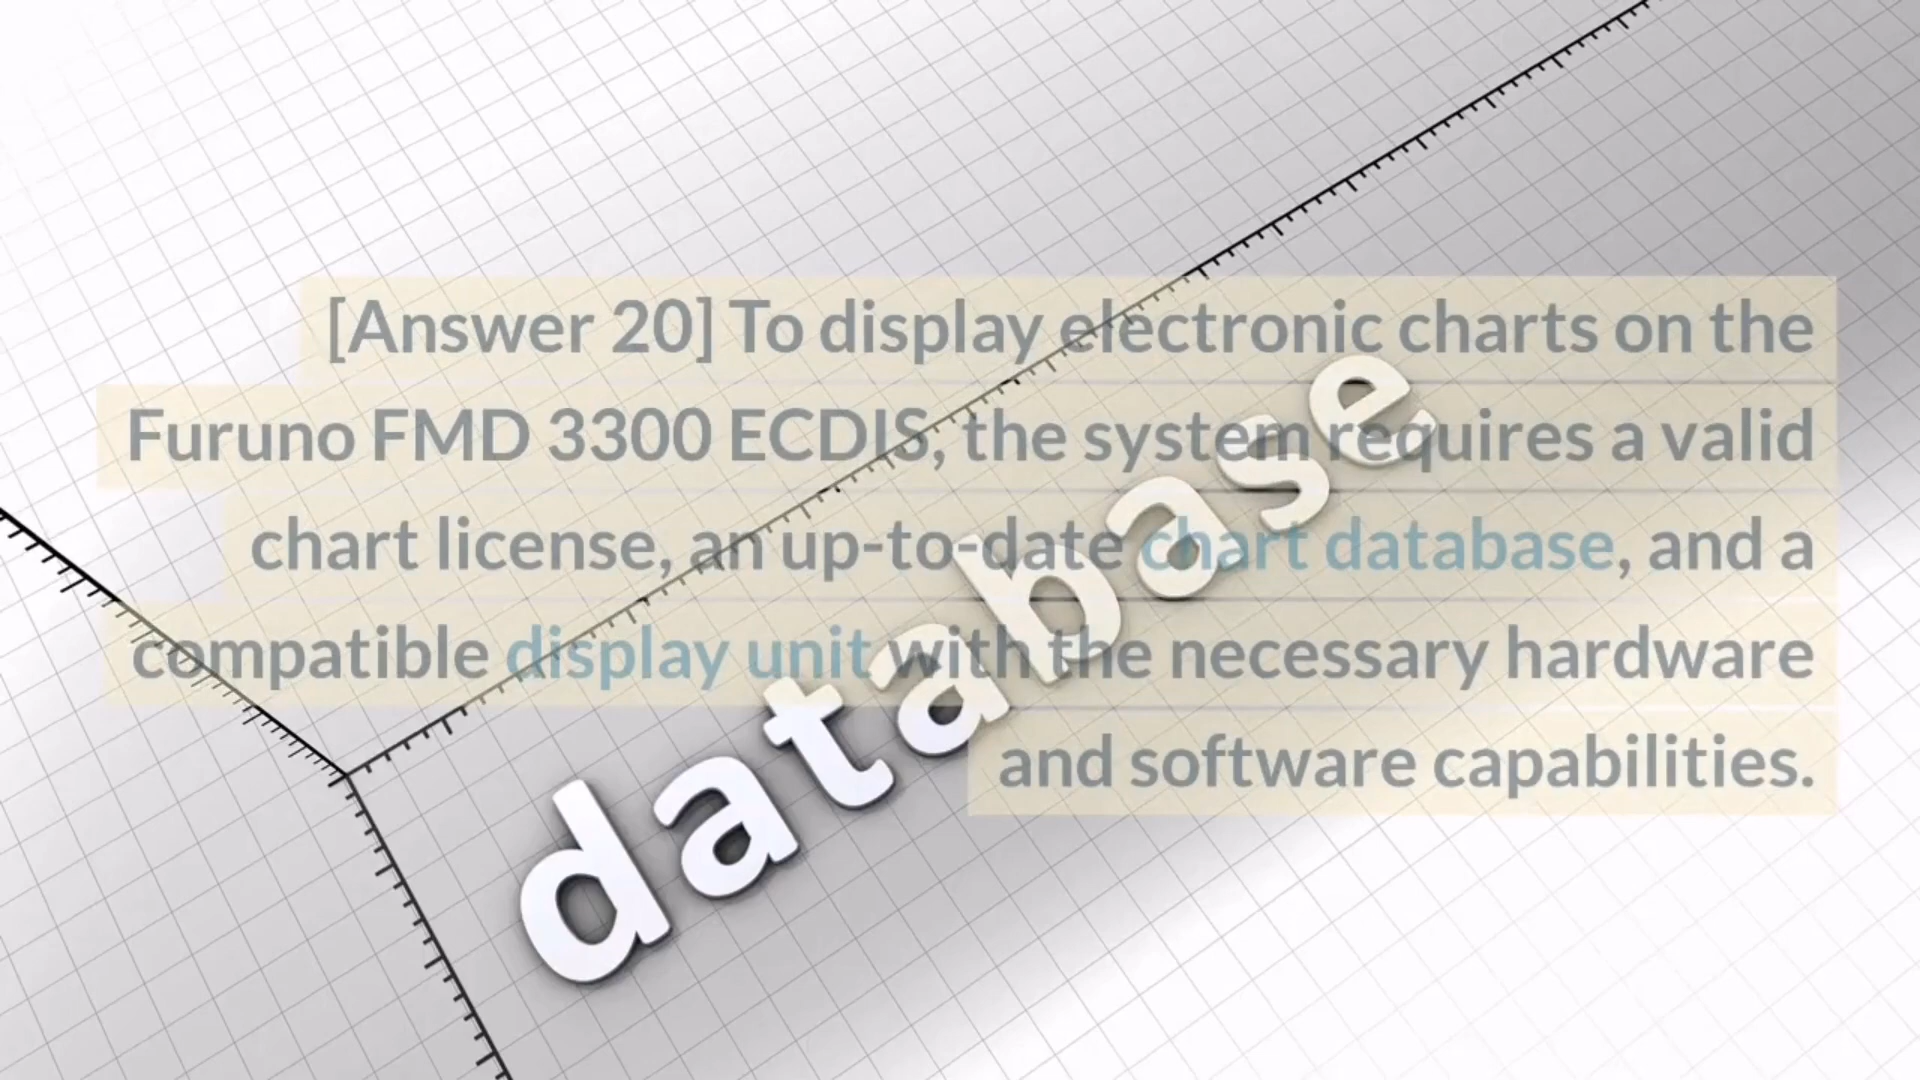 [Answer 20] To display electronic charts on the
Furuno FMD 3300 ECDIS, the system requires a valid
chart license, an up-to-date chart database, and a
compatible display unit with the necessary hardware
and software capabilities.
database